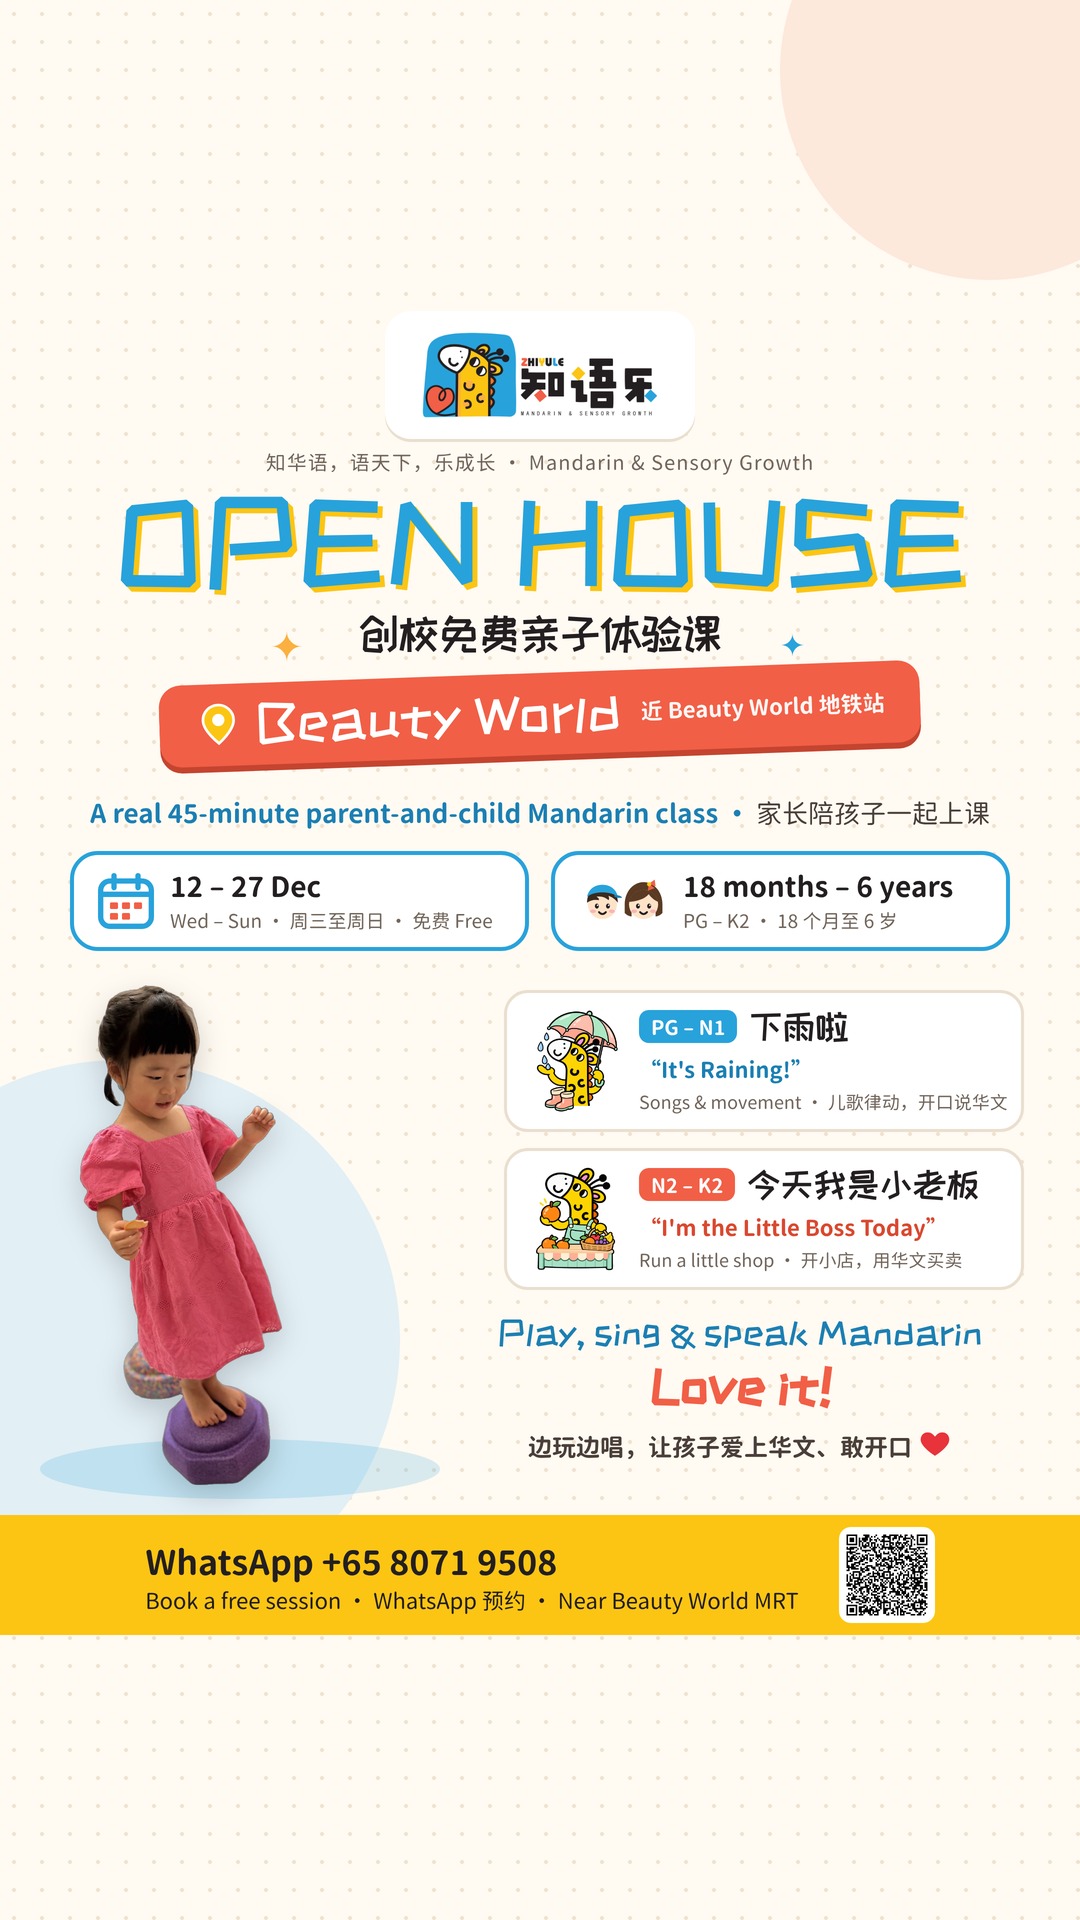 ZHIYULE
知语乐
MANDARIN & SENSORY GROWTH
知华语，语天下，乐成长 • Mandarin & Sensory Growth
OPEN HOUSE
创校免费亲子体验课
Beauty World 近 Beauty World 地铁站
A real 45-minute parent-and-child Mandarin class • 家长陪孩子一起上课
12 – 27 Dec
Wed – Sun • 周三至周日 • 免费 Free
18 months – 6 years
PG – K2 • 18 个月至 6 岁
PG – N1 下雨啦
“It's Raining!”
Songs & movement • 儿歌律动，开口说华文
N2 – K2 今天我是小老板
“I'm the Little Boss Today”
Run a little shop • 开小店，用华文买卖
Play, sing & speak Mandarin
Love it!
边玩边唱，让孩子爱上华文、敢开口
WhatsApp +65 8071 9508
Book a free session • WhatsApp 预约 • Near Beauty World MRT